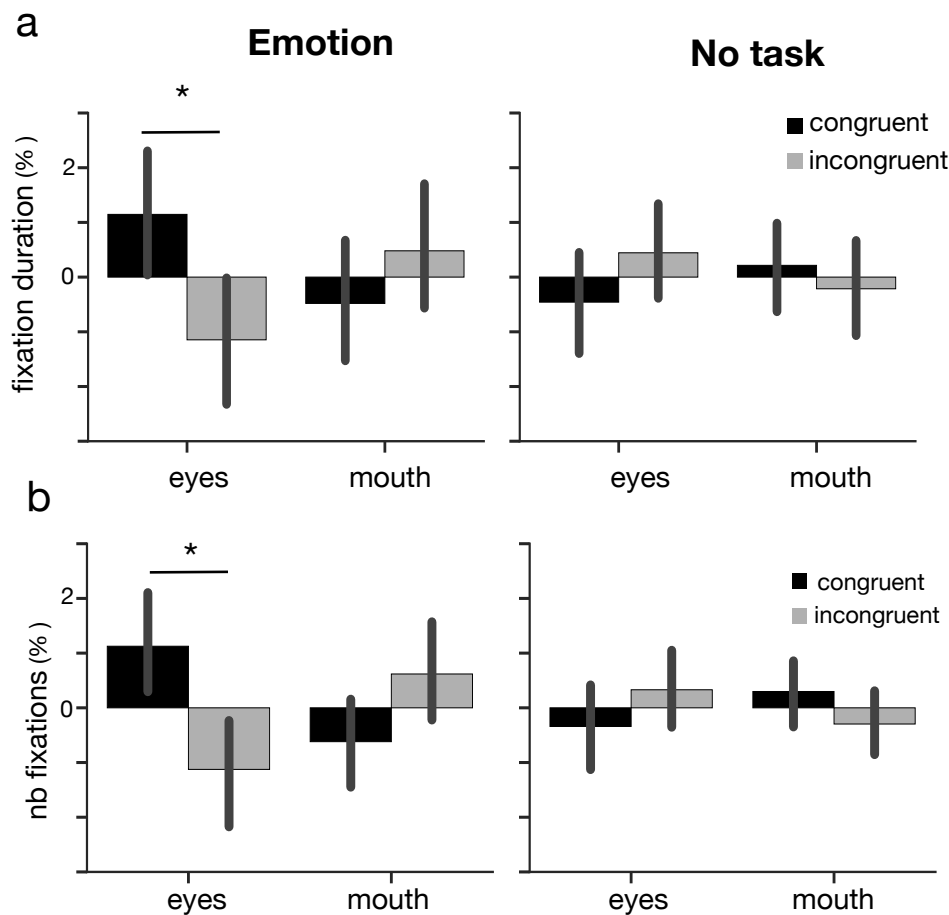 a
Emotion
No task
*
congruent
incongruent
fixation duration (%)
2
0
eyes
mouth
eyes
mouth
b
*
congruent
incongruent
nb fixations (%)
2
0
eyes
mouth
eyes
mouth